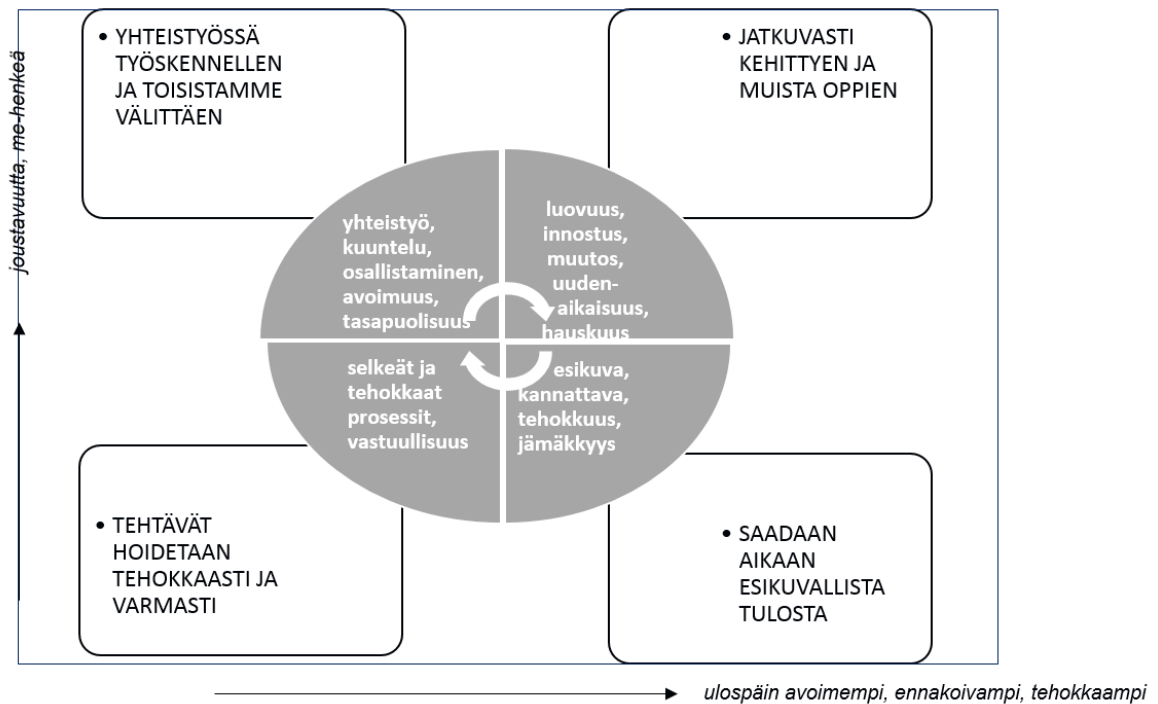 • YHTEISTYÖSSÄ
TYÖSKENNELLEN
JA TOISISTAMME
VÄLITTÄEN
• JATKUVASTI
KEHITTYEN JA
MUISTA OPPIEN
joustavuutta, me-henkeä
yhteistyö,
kuuntelu,
osallistaminen,
avoimuus,
tasapuolisuus
luovuus,
innostus,
muutos,
uuden-
aikaisuus,
hauskuus
selkeät ja
tehokkaat
prosessit,
vastuullisuus
esikuva,
kannattava,
tehokkuus,
jämäkkyys
• TEHTÄVÄT
HOIDETAAN
TEHOKKAASTI JA
VARMASTI
• SAADAAN
AIKAAN
ESIKUVALLISTA
TULOSTA
ulospäin avoimempi, ennakoivampi, tehokkaampi